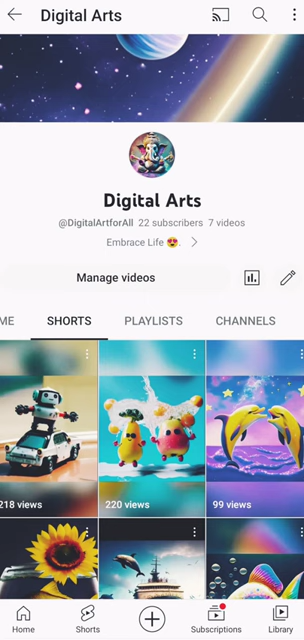 Digital Arts
Digital Arts
@DigitalArtforAll 22 subscribers 7 videos
Embrace Life 😍.
Manage videos
ME SHORTS PLAYLISTS CHANNELS
218 views 220 views 99 views
Home Shorts Subscriptions Library